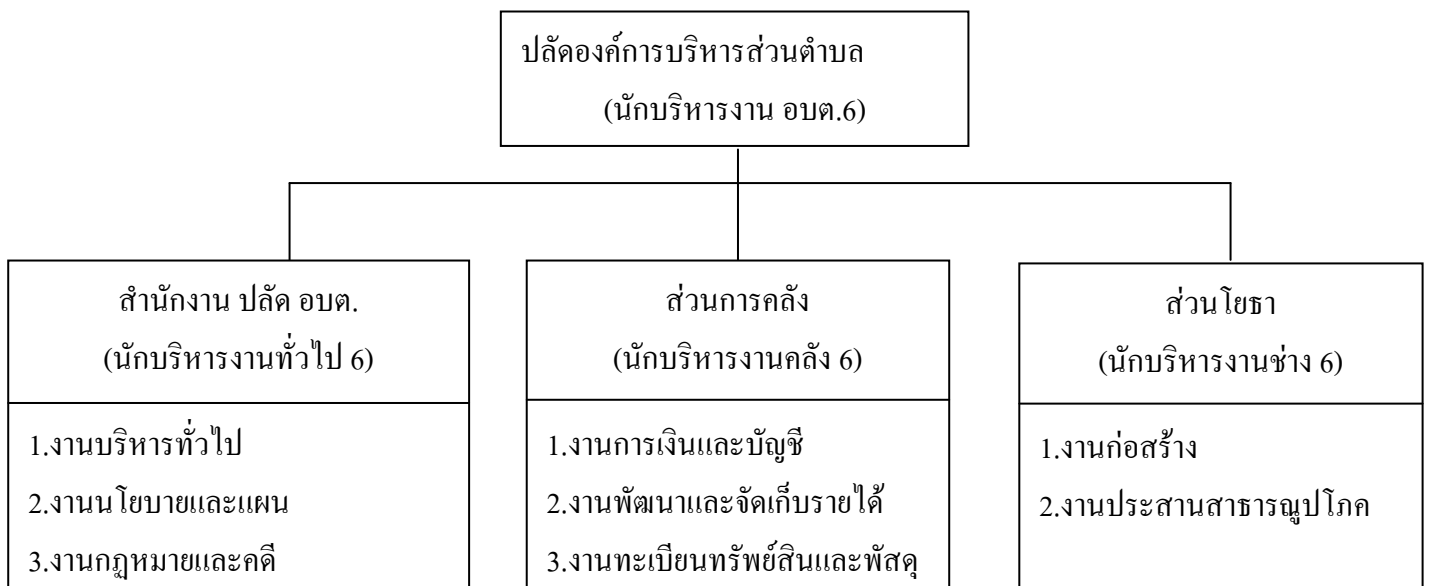 ปลัดองค์การบริหารส่วนตำบล
(นักบริหารงาน อบต.6)
สำนักงาน ปลัด อบต.
(นักบริหารงานทั่วไป 6)
1.งานบริหารทั่วไป
2.งานนโยบายและแผน
3.งานกฎหมายและคดี
ส่วนการคลัง
(นักบริหารงานคลัง 6)
1.งานการเงินและบัญชี
2.งานพัฒนาและจัดเก็บรายได้
3.งานทะเบียนทรัพย์สินและพัสดุ
ส่วนโยธา
(นักบริหารงานช่าง 6)
1.งานก่อสร้าง
2.งานประสานสาธารณูปโภค